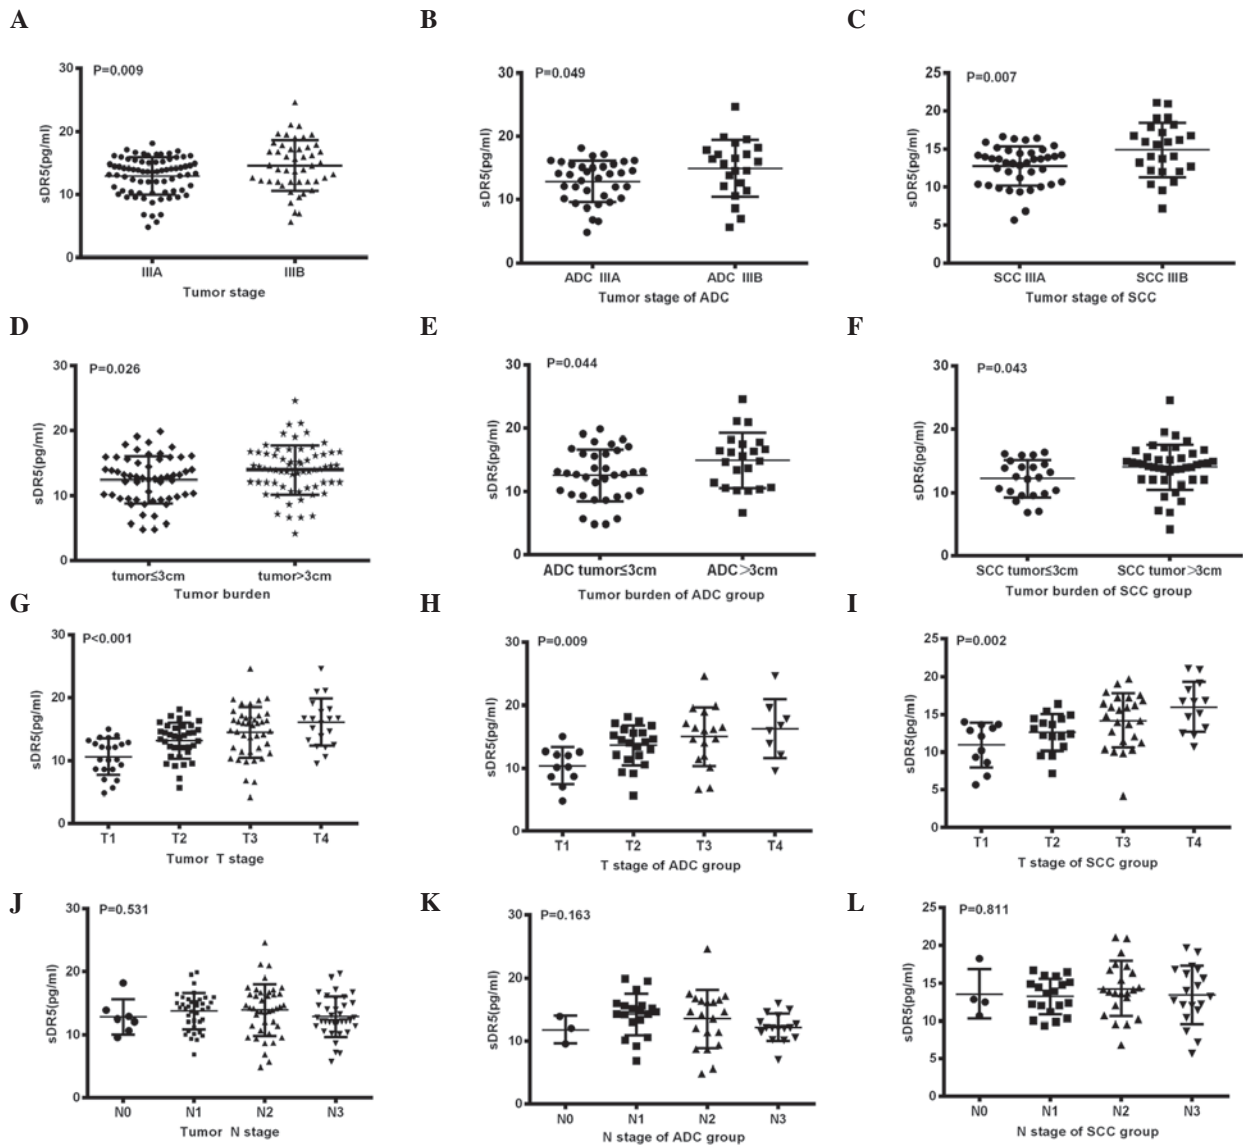 A
B
C
P=0.009
P=0.049
P=0.007
sDR5(pg/ml)
30
20
10
0
IIIA
IIIB
Tumor stage
sDR5(pg/ml)
30
20
10
0
ADC IIIA
ADC IIIB
Tumor stage of ADC
sDR5(pg/ml)
25
20
15
10
5
0
SCC IIIA
SCC IIIB
Tumor stage of SCC
D
E
F
P=0.026
P=0.044
P=0.043
sDR5(pg/ml)
30
20
10
0
tumor≤3cm
tumor>3cm
Tumor burden
sDR5(pg/ml)
30
20
10
0
ADC tumor≤3cm
ADC>3cm
Tumor burden of ADC group
sDR5(pg/ml)
30
20
10
0
SCC tumor≤3cm
SCC tumor>3cm
Tumor burden of SCC group
G
H
I
P<0.001
P=0.009
P=0.002
sDR5(pg/ml)
30
20
10
0
T1
T2
T3
T4
Tumor T stage
sDR5(pg/ml)
30
20
10
0
T1
T2
T3
T4
T stage of ADC group
sDR5(pg/ml)
25
20
15
10
5
0
T1
T2
T3
T4
T stage of SCC group
J
K
L
P=0.531
P=0.163
P=0.811
sDR5(pg/ml)
30
20
10
0
N0
N1
N2
N3
Tumor N stage
sDR5(pg/ml)
30
20
10
0
N0
N1
N2
N3
N stage of ADC group
sDR5(pg/ml)
25
20
15
10
5
0
N0
N1
N2
N3
N stage of SCC group